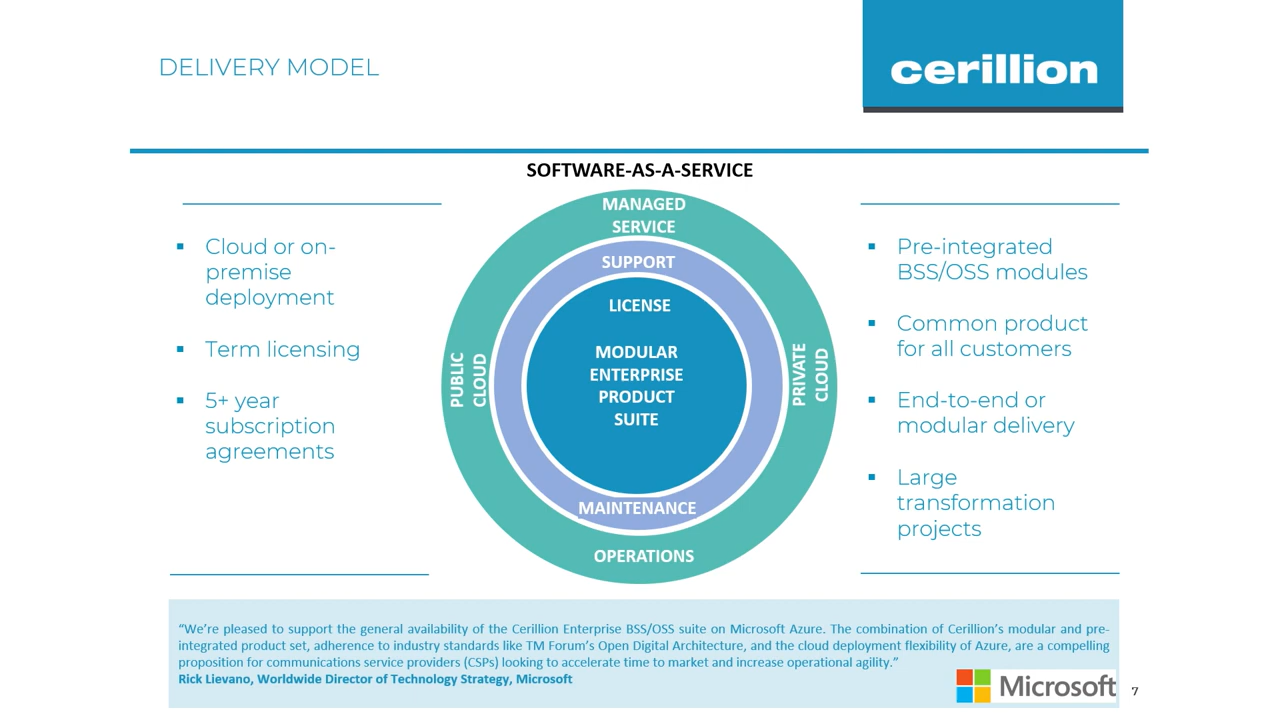 DELIVERY MODEL
cerillion
SOFTWARE-AS-A-SERVICE
▪ Cloud or on-
premise
deployment
▪ Term licensing
▪ 5+ year
subscription
agreements
MANAGED
SERVICE
SUPPORT
LICENSE
MODULAR
ENTERPRISE
PRODUCT
SUITE
PUBLIC
CLOUD
PRIVATE
CLOUD
MAINTENANCE
OPERATIONS
▪ Pre-integrated
BSS/OSS modules
▪ Common product
for all customers
▪ End-to-end or
modular delivery
▪ Large
transformation
projects
“We’re pleased to support the general availability of the Cerillion Enterprise BSS/OSS suite on Microsoft Azure. The combination of Cerillion’s modular and pre-
integrated product set, adherence to industry standards like TM Forum’s Open Digital Architecture, and the cloud deployment flexibility of Azure, are a compelling
proposition for communications service providers (CSPs) looking to accelerate time to market and increase operational agility.”
Rick Lievano, Worldwide Director of Technology Strategy, Microsoft
Microsoft
7